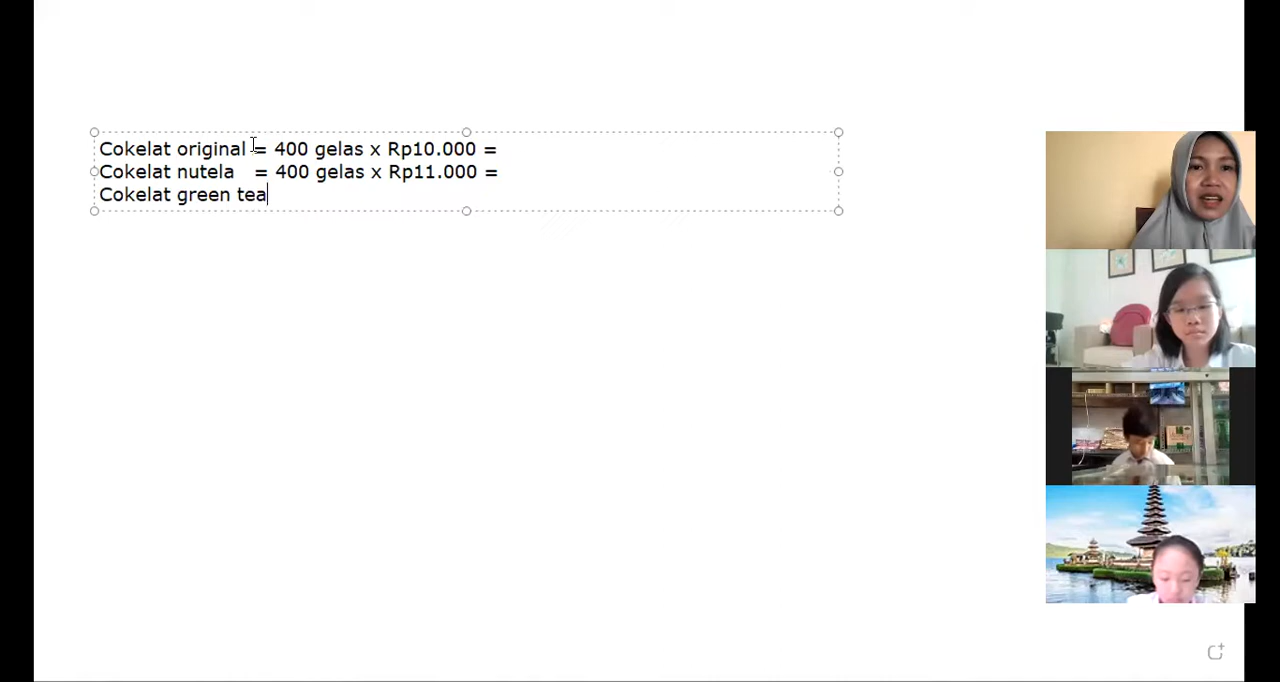 Cokelat original = 400 gelas x Rp10.000 =
Cokelat nutela = 400 gelas x Rp11.000 =
Cokelat green tea